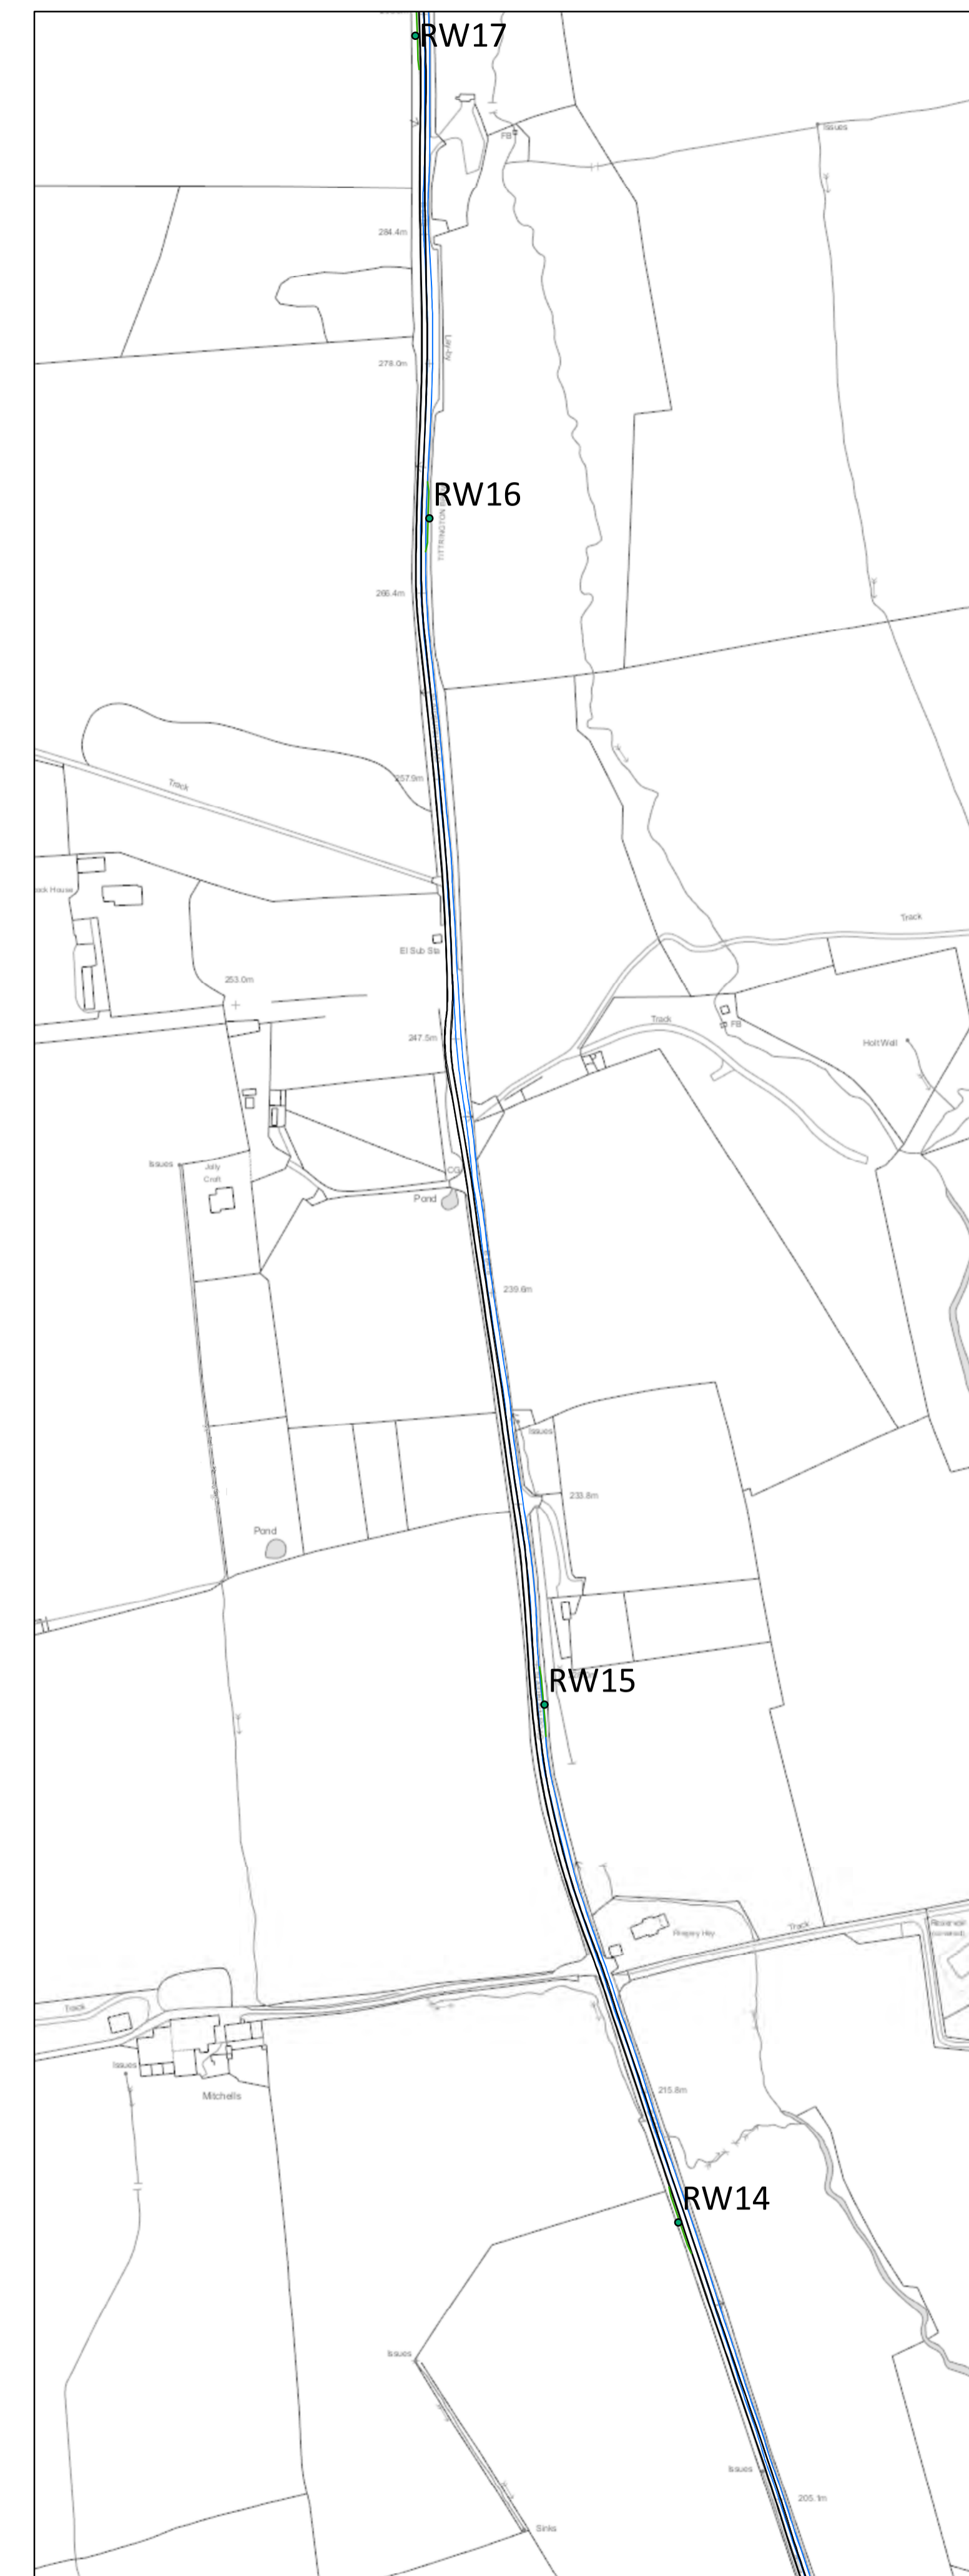 RW17
FB
Issues
284.4m
Lay-by
278.0m
RW16
TITTRINGTON
266.4m
257.9m
Track
Track
El Sub Sta
253.0m
Track
FB
247.5m
Holt Well
Issues
Jolly
Croft
CG
Pond
239.6m
Issues
233.8m
Pond
RW15
Track
Track
Issues
Mitchells
215.8m
RW14
Issues
Issues
205.1m
Sinks